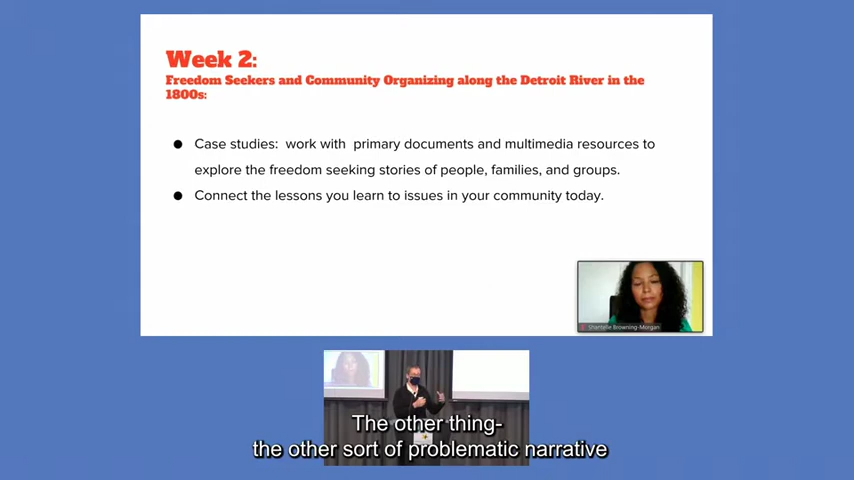 Week 2:
Freedom Seekers and Community Organizing along the Detroit River in the
1800s:
● Case studies: work with primary documents and multimedia resources to
explore the freedom seeking stories of people, families, and groups.
● Connect the lessons you learn to issues in your community today.
Shantelle Browning-Morgan
The other thing-
the other sort of problematic narrative